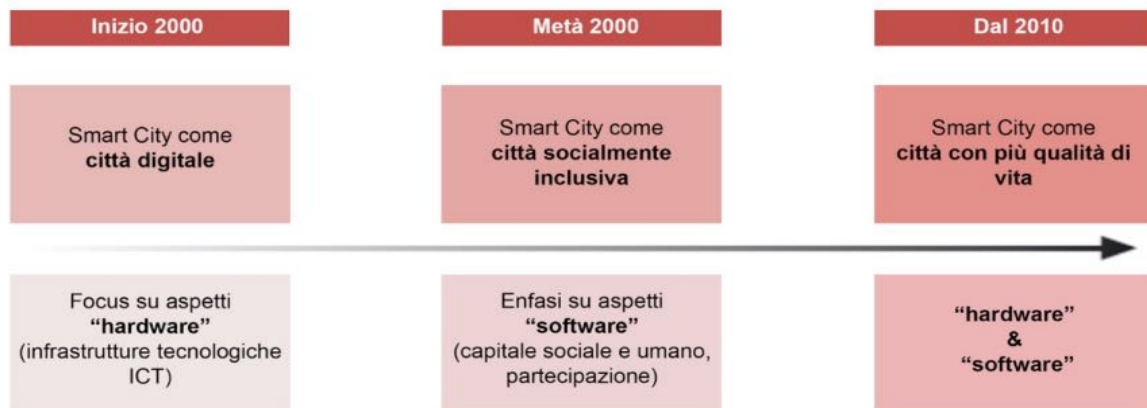 Inizio 2000
Metà 2000
Dal 2010
Smart City come
città digitale
Smart City come
città socialmente
inclusiva
Smart City come
città con più qualità di
vita
Focus su aspetti
“hardware”
(infrastrutture tecnologiche
ICT)
Enfasi su aspetti
“software”
(capitale sociale e umano,
partecipazione)
“hardware”
&
“software”